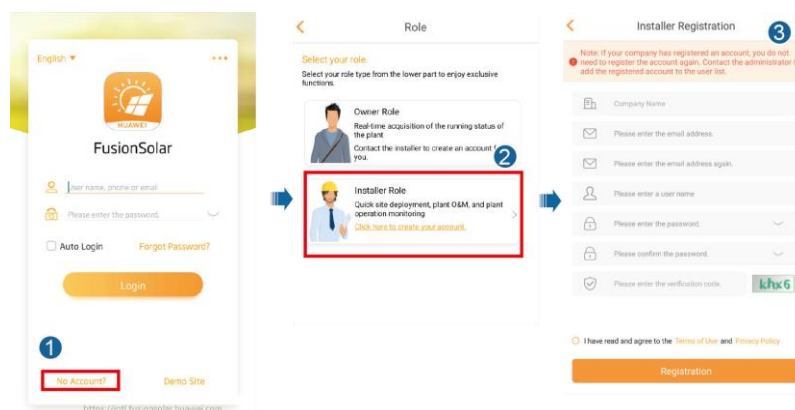 English ▼
HUAWEI
FusionSolar
User name, phone or email
Please enter the password.
Auto Login
Forgot Password?
Login
1
No Account?
Demo Site
https://intl.fusionsolar.huawei.com
Role
Select your role.
Select your role type from the lower part to enjoy exclusive
functions.
Owner Role
Real-time acquisition of the running status of
the plant
Contact the installer to create an account
you.
2
Installer Role
Quick site deployment, plant O&M, and plant
operation monitoring
Click here to create your account.
Installer Registration
3
Note: If your company has registered an account, you do not
need to register the account again. Contact the administrator
add the registered account to the user list.
Company Name
Please enter the email address.
Please enter the email address again.
Please enter a user name
Please enter the password.
Please confirm the password.
Please enter the verification code.
khx6
I have read and agree to the Terms of Use and Privacy Policy
Registration